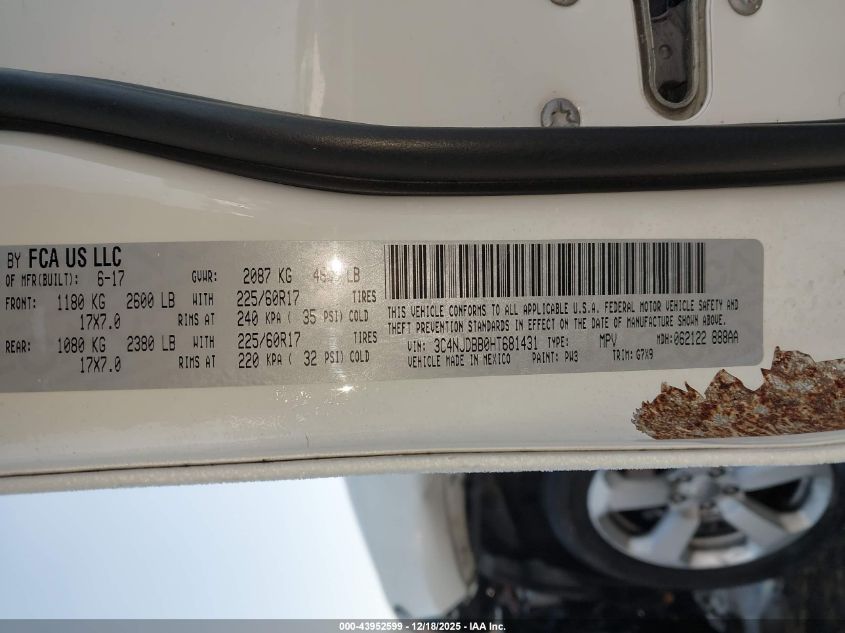 BY FCA US LLC
OF MFR(BUILT): 6-17 GVWR: 2087 KG LB
FRONT: 1180 KG 2600 LB WITH 225/60R17 TIRES
17X7.0 RIMS AT 240 KPA ( 35 PSI) COLD
REAR: 1080 KG 2380 LB WITH 225/60R17 TIRES
17X7.0 RIMS AT 220 KPA ( 32 PSI) COLD
THIS VEHICLE CONFORMS TO ALL APPLICABLE U.S.A. FEDERAL MOTOR VEHICLE SAFETY AND
THEFT PREVENTION STANDARDS IN EFFECT ON THE DATE OF MANUFACTURE SHOWN ABOVE.
VIN: 3C4NJDBB0HT681431 TYPE: MPV MDH: 062122 888AA
VEHICLE MADE IN MEXICO PAINT: PW3 TRIM: G7X9
000-43952599 | 12/18/2025 | IAA Inc.